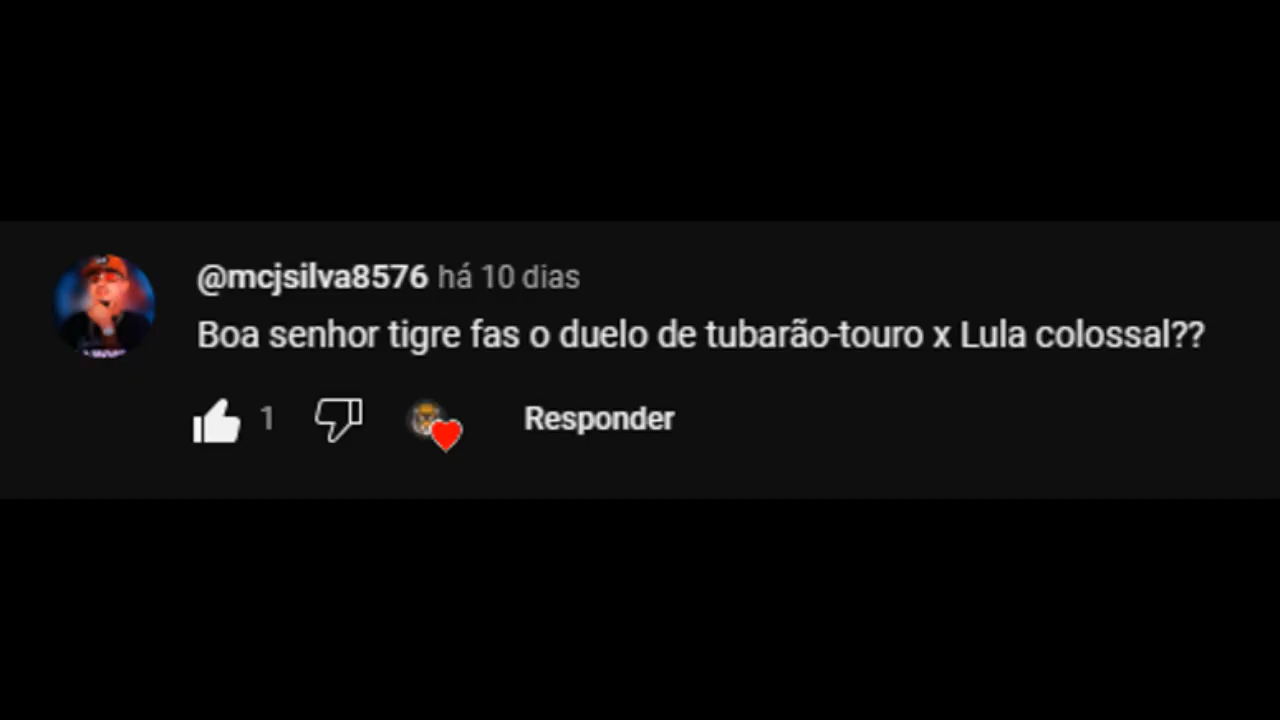 @mcjsilva8576 há 10 dias
Boa senhor tigre fas o duelo de tubarão-touro x Lula colossal??
1 Responder